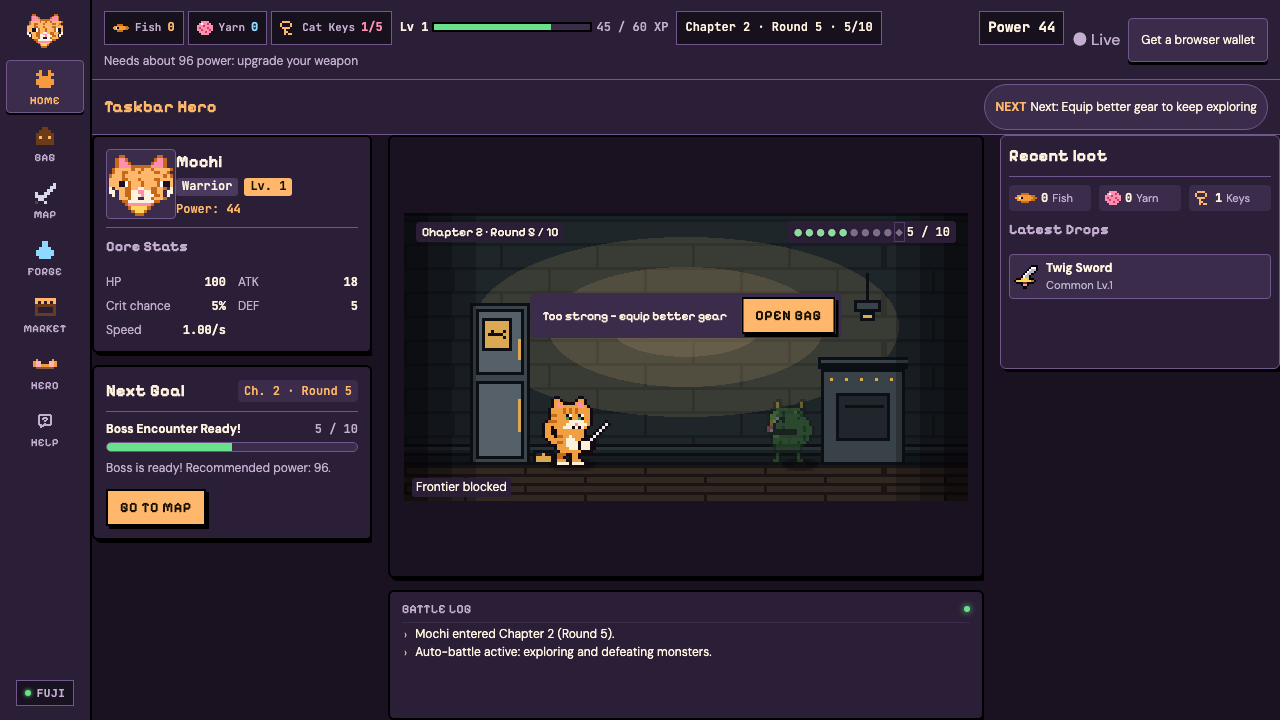 Fish 0
Yarn 0
Cat Keys 1/5
Lv 1
45 / 60 XP
Chapter 2 · Round 5 · 5/10
Power 44
Live
Get a browser wallet
Needs about 96 power: upgrade your weapon
Taskbar Hero
NEXT Next: Equip better gear to keep exploring
HOME
BAG
MAP
FORGE
MARKET
HERO
HELP
FUJI
Mochi
Warrior Lv. 1
Power: 44
Core Stats
HP 100 ATK 18
Crit chance 5% DEF 5
Speed 1.00/s
Next Goal Ch. 2 · Round 5
Boss Encounter Ready! 5 / 10
Boss is ready! Recommended power: 96.
GO TO MAP
Chapter 2 · Round 5 / 10
5 / 10
Too strong – equip better gear
OPEN BAG
Frontier blocked
BATTLE LOG
› Mochi entered Chapter 2 (Round 5).
› Auto-battle active: exploring and defeating monsters.
Recent loot
0 Fish
0 Yarn
1 Keys
Latest Drops
Twig Sword
Common Lv.1